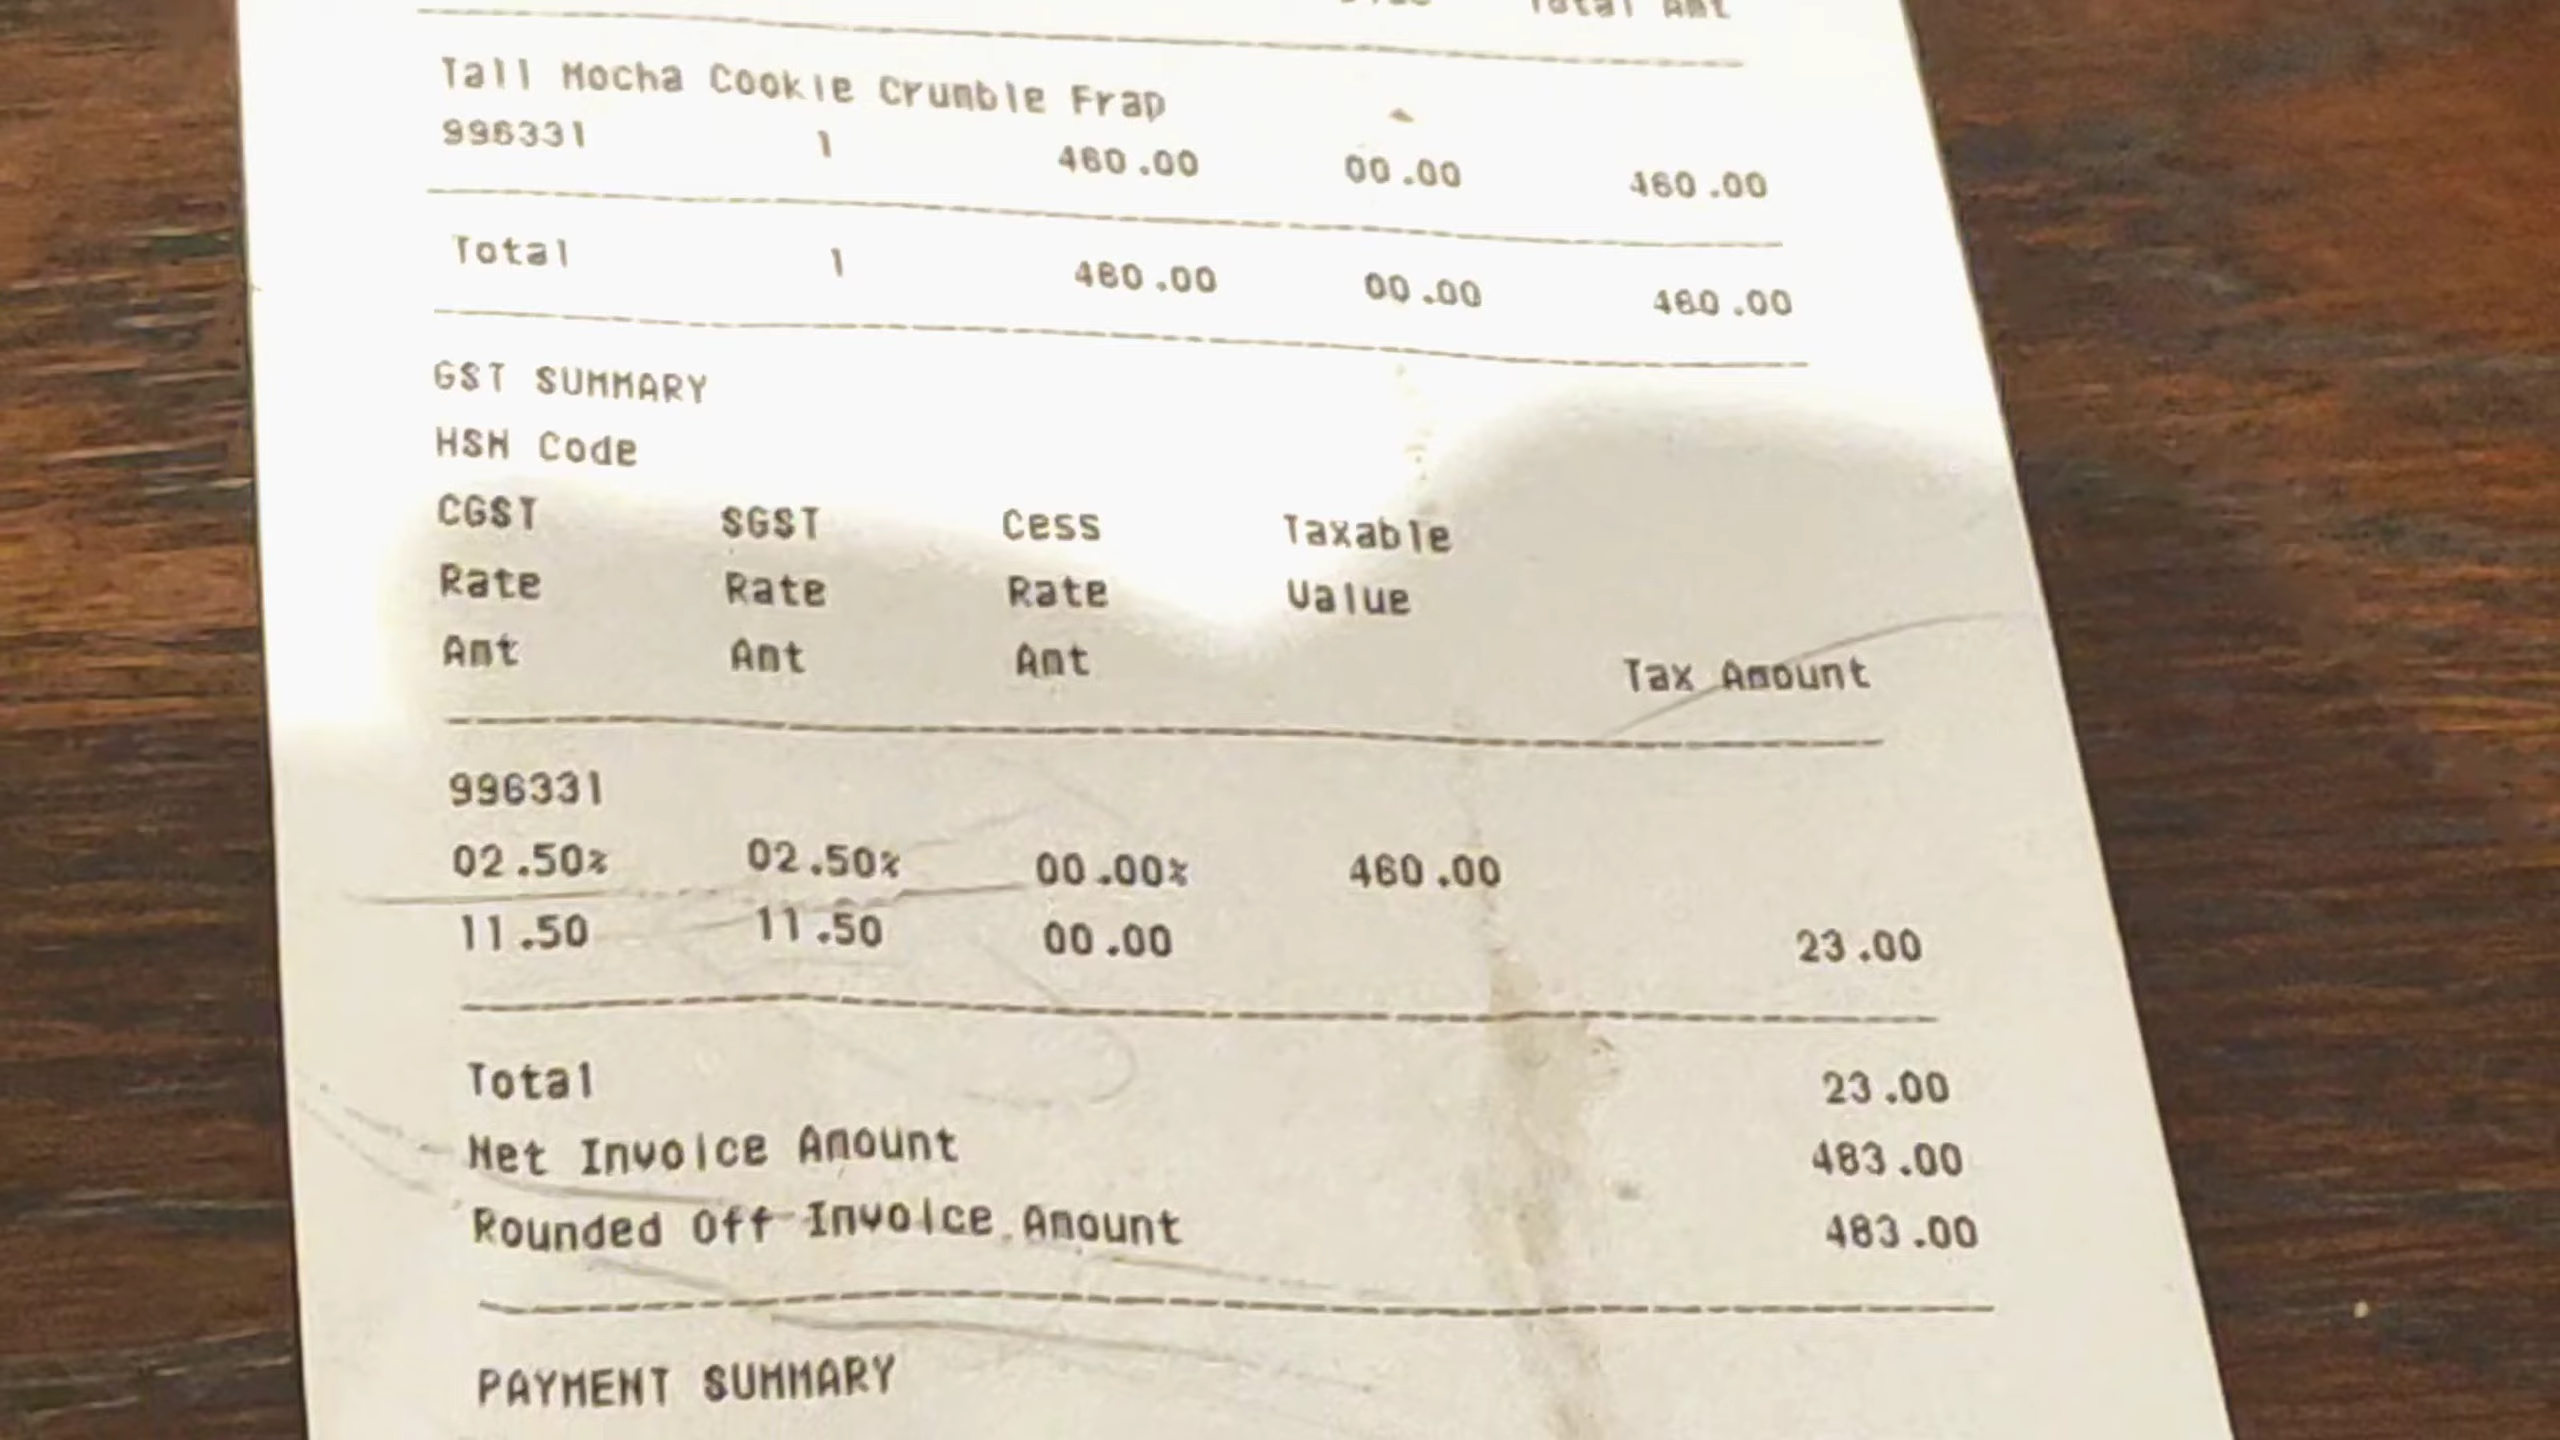 Total Amt
Tall Mocha Cookie Crumble Frap
996331 1 460.00 00.00 460.00
Total 1 460.00 00.00 460.00
GST SUMMARY
HSN Code
CGST SGST Cess Taxable
Rate Rate Rate Value
Amt Amt Amt Tax Amount
996331
02.50% 02.50% 00.00% 460.00
11.50 11.50 00.00 23.00
Total 23.00
Net Invoice Amount 483.00
Rounded Off Invoice Amount 483.00
PAYMENT SUMMARY